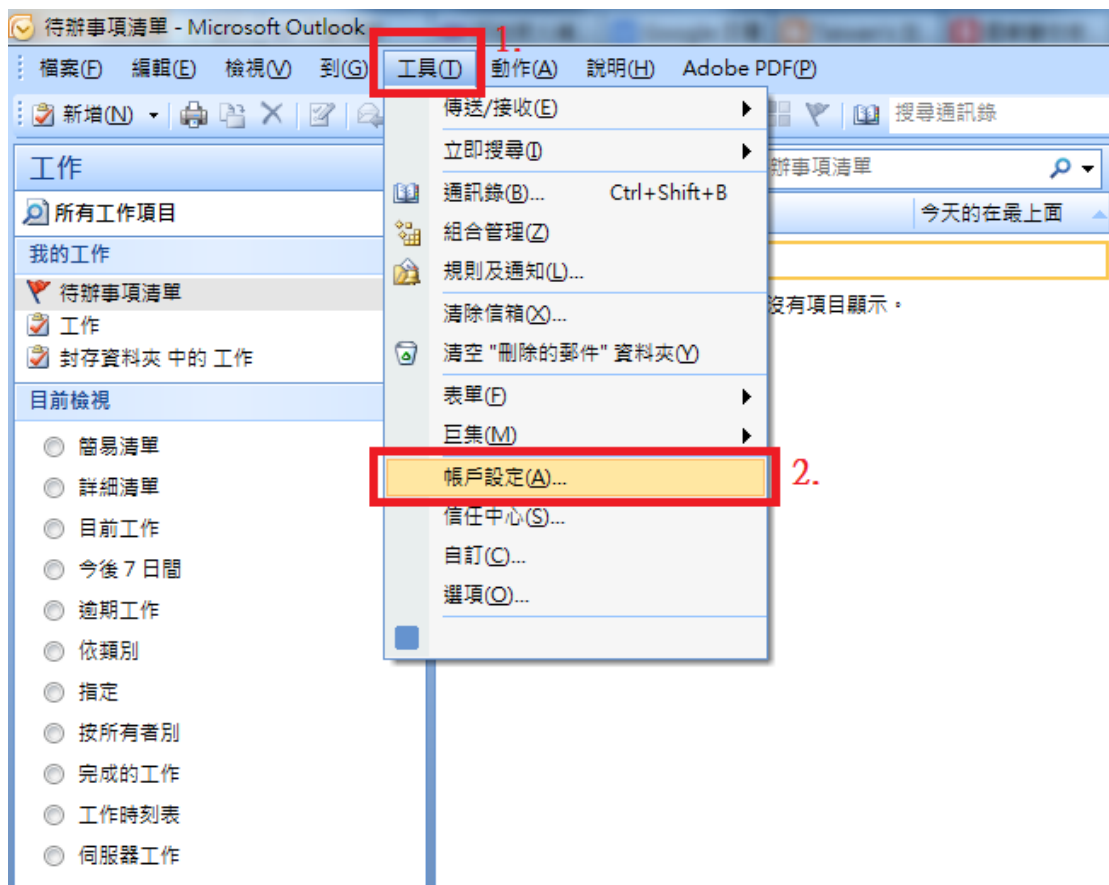 待辦事項清單 - Microsoft Outlook
1.
檔案(F) 編輯(E) 檢視(V) 到(G) 工具(T) 動作(A) 說明(H) Adobe PDF(P)
新增(N) 搜尋通訊錄
工作
所有工作項目
我的工作
待辦事項清單
工作
封存資料夾 中的 工作
目前檢視
簡易清單
詳細清單
目前工作
今後 7 日間
逾期工作
依類別
指定
按所有者別
完成的工作
工作時刻表
伺服器工作
傳送/接收(E)
立即搜尋(I)
通訊錄(B)... Ctrl+Shift+B
組合管理(Z)
規則及通知(L)...
清除信箱(X)...
清空 "刪除的郵件" 資料夾(Y)
表單(F)
巨集(M)
帳戶設定(A)...
2.
信任中心(S)...
自訂(C)...
選項(O)...
辦事項清單
今天的在最上面
沒有項目顯示。